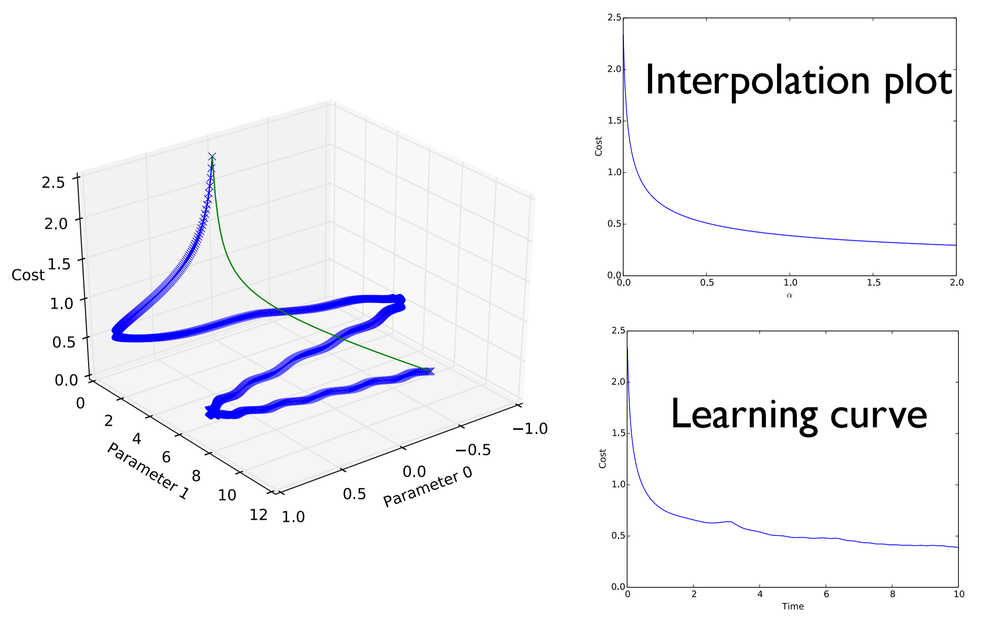 2.5
2.0
1.5
1.0
0.5
0.0
Cost
0
2
4
6
8
10
12
Parameter 1
1.0
0.5
0.0
−0.5
−1.0
Parameter 0
Interpolation plot
2.5
2.0
1.5
1.0
0.5
0.0
Cost
0.0 0.5 1.0 1.5 2.0
α
Learning curve
2.5
2.0
1.5
1.0
0.5
0.0
Cost
0 2 4 6 8 10
Time